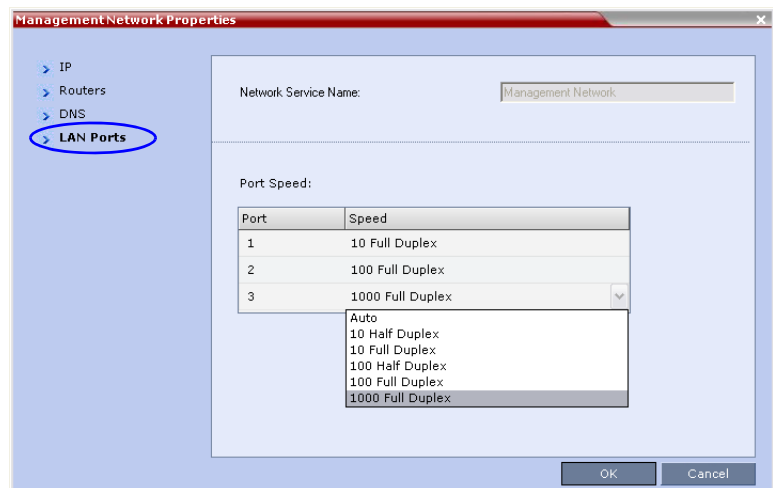 Management Network Properties
IP
Routers
DNS
LAN Ports
Network Service Name: Management Network
Port Speed:
Port Speed
1 10 Full Duplex
2 100 Full Duplex
3 1000 Full Duplex
Auto
10 Half Duplex
10 Full Duplex
100 Half Duplex
100 Full Duplex
1000 Full Duplex
OK Cancel